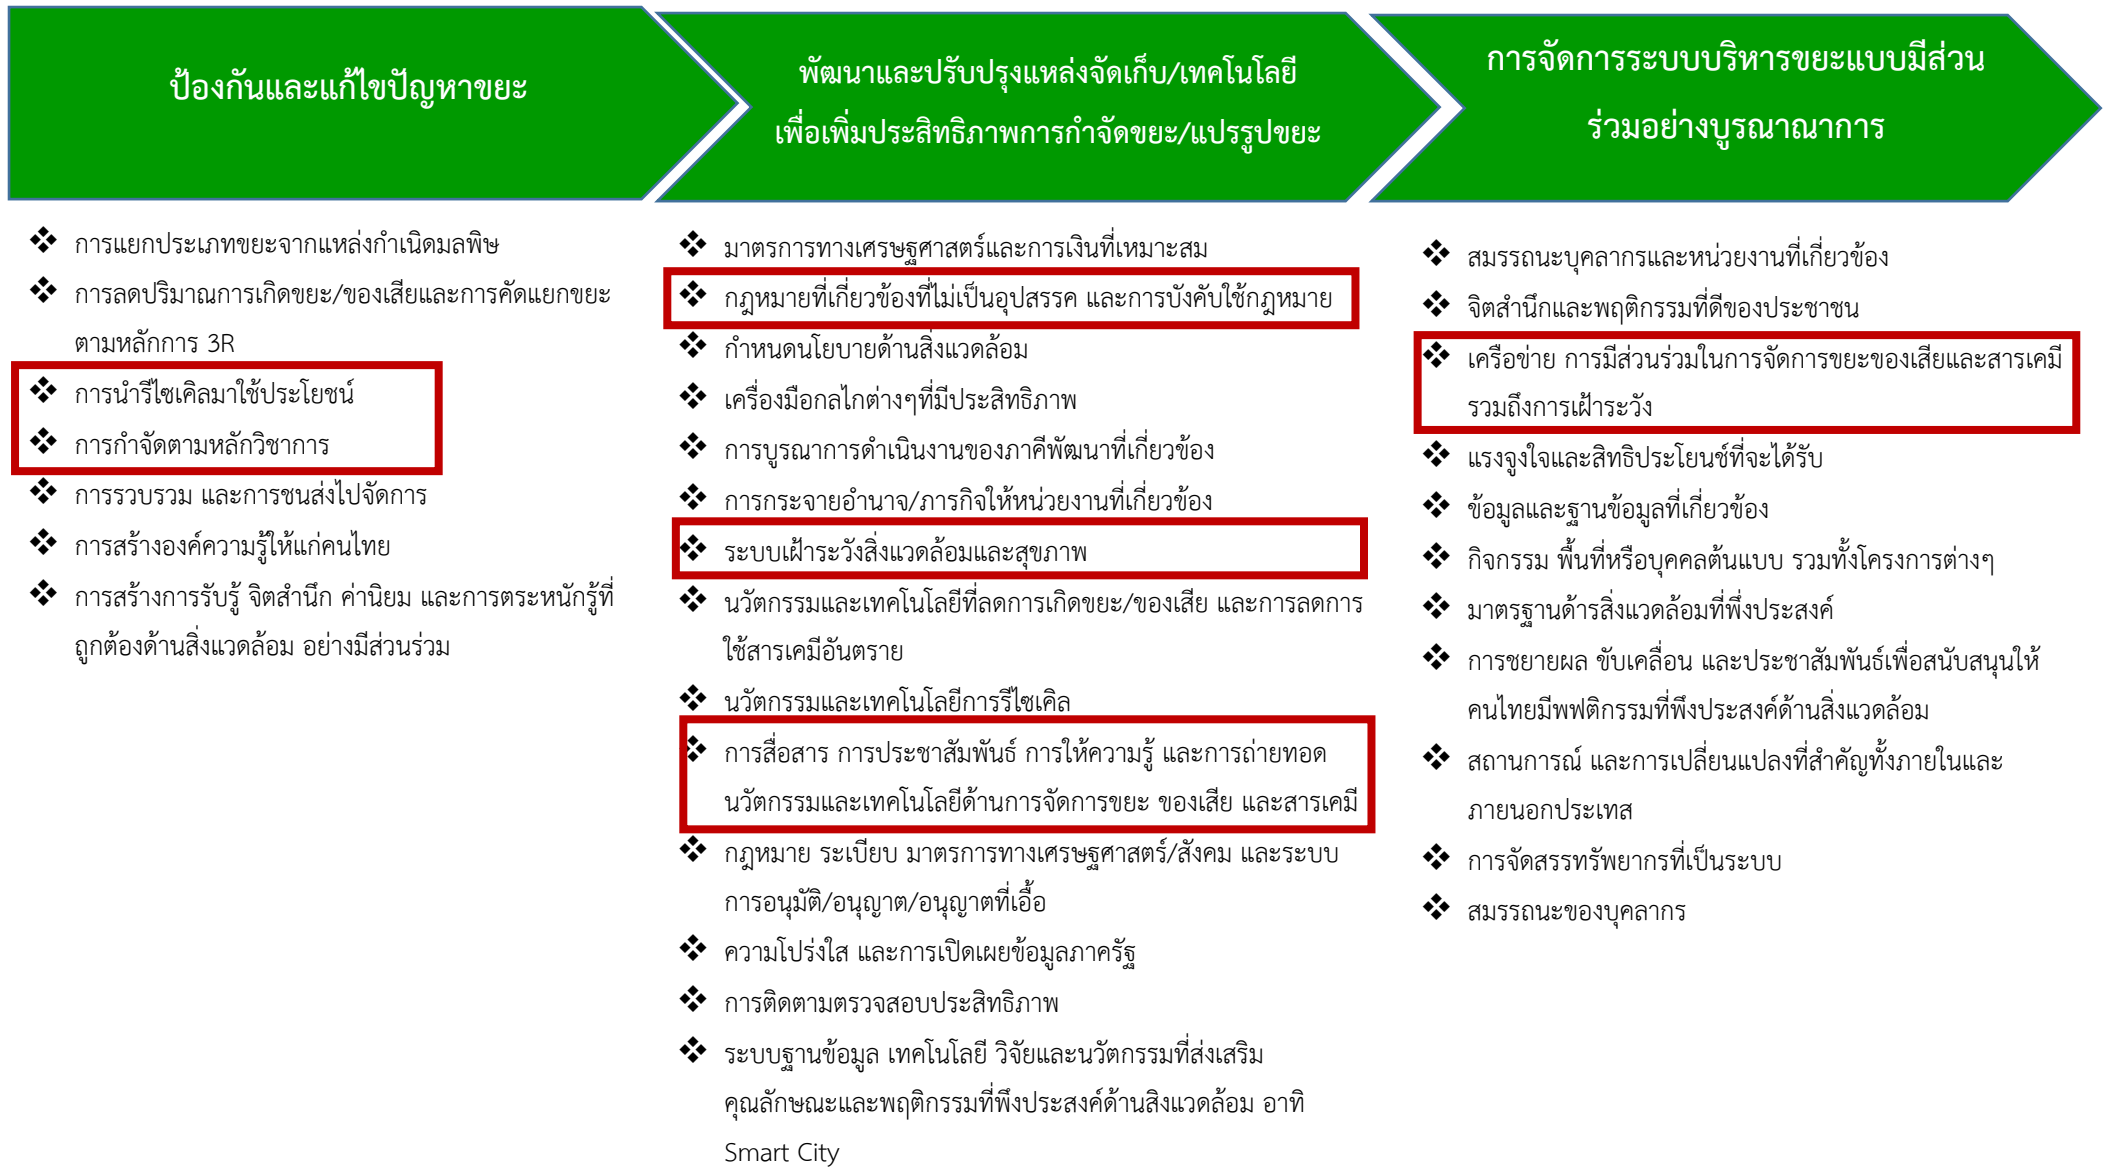 ป้องกันและแก้ไขปัญหาขยะ
พัฒนาและปรับปรุงแหล่งจัดเก็บ/เทคโนโลยี
เพื่อเพิ่มประสิทธิภาพการกำจัดขยะ/แปรรูปขยะ
การจัดการระบบบริหารขยะแบบมีส่วน
ร่วมอย่างบูรณาณาการ
❖ การแยกประเภทขยะจากแหล่งกำเนิดมลพิษ
❖ การลดปริมาณการเกิดขยะ/ของเสียและการคัดแยกขยะ
ตามหลักการ 3R
❖ การนำรีไซเคิลมาใช้ประโยชน์
❖ การกำจัดตามหลักวิชาการ
❖ การรวบรวม และการขนส่งไปจัดการ
❖ การสร้างองค์ความรู้ให้แก่คนไทย
❖ การสร้างการรับรู้ จิตสำนึก ค่านิยม และการตระหนักรู้ที่
ถูกต้องด้านสิ่งแวดล้อม อย่างมีส่วนร่วม
❖ มาตรการทางเศรษฐศาสตร์และการเงินที่เหมาะสม
❖ กฎหมายที่เกี่ยวข้องที่ไม่เป็นอุปสรรค และการบังคับใช้กฎหมาย
❖ กำหนดนโยบายด้านสิ่งแวดล้อม
❖ เครื่องมือกลไกต่างๆที่มีประสิทธิภาพ
❖ การบูรณาการดำเนินงานของภาคีพัฒนาที่เกี่ยวข้อง
❖ การกระจายอำนาจ/ภารกิจให้หน่วยงานที่เกี่ยวข้อง
❖ ระบบเฝ้าระวังสิ่งแวดล้อมและสุขภาพ
❖ นวัตกรรมและเทคโนโลยีที่ลดการเกิดขยะ/ของเสีย และการลดการ
ใช้สารเคมีอันตราย
❖ นวัตกรรมและเทคโนโลยีการรีไซเคิล
❖ การสื่อสาร การประชาสัมพันธ์ การให้ความรู้ และการถ่ายทอด
นวัตกรรมและเทคโนโลยีด้านการจัดการขยะ ของเสีย และสารเคมี
❖ กฎหมาย ระเบียบ มาตรการทางเศรษฐศาสตร์/สังคม และระบบ
การอนุมัติ/อนุญาต/อนุญาตที่เอื้อ
❖ ความโปร่งใส และการเปิดเผยข้อมูลภาครัฐ
❖ การติดตามตรวจสอบประสิทธิภาพ
❖ ระบบฐานข้อมูล เทคโนโลยี วิจัยและนวัตกรรมที่ส่งเสริม
คุณลักษณะและพฤติกรรมที่พึงประสงค์ด้านสิงแวดล้อม อาทิ
Smart City
❖ สมรรถนะบุคลากรและหน่วยงานที่เกี่ยวข้อง
❖ จิตสำนึกและพฤติกรรมที่ดีของประชาชน
❖ เครือข่าย การมีส่วนร่วมในการจัดการขยะของเสียและสารเคมี
รวมถึงการเฝ้าระวัง
❖ แรงจูงใจและสิทธิประโยนช์ที่จะได้รับ
❖ ข้อมูลและฐานข้อมูลที่เกี่ยวข้อง
❖ กิจกรรม พื้นที่หรือบุคคลต้นแบบ รวมทั้งโครงการต่างๆ
❖ มาตรฐานด้ารสิ่งแวดล้อมที่พึ่งประสงค์
❖ การขยายผล ขับเคลื่อน และประชาสัมพันธ์เพื่อสนับสนุนให้
คนไทยมีพฟติกรรมที่พึงประสงค์ด้านสิ่งแวดล้อม
❖ สถานการณ์ และการเปลี่ยนแปลงที่สำคัญทั้งภายในและ
ภายนอกประเทส
❖ การจัดสรรทรัพยากรที่เป็นระบบ
❖ สมรรถนะของบุคลากร